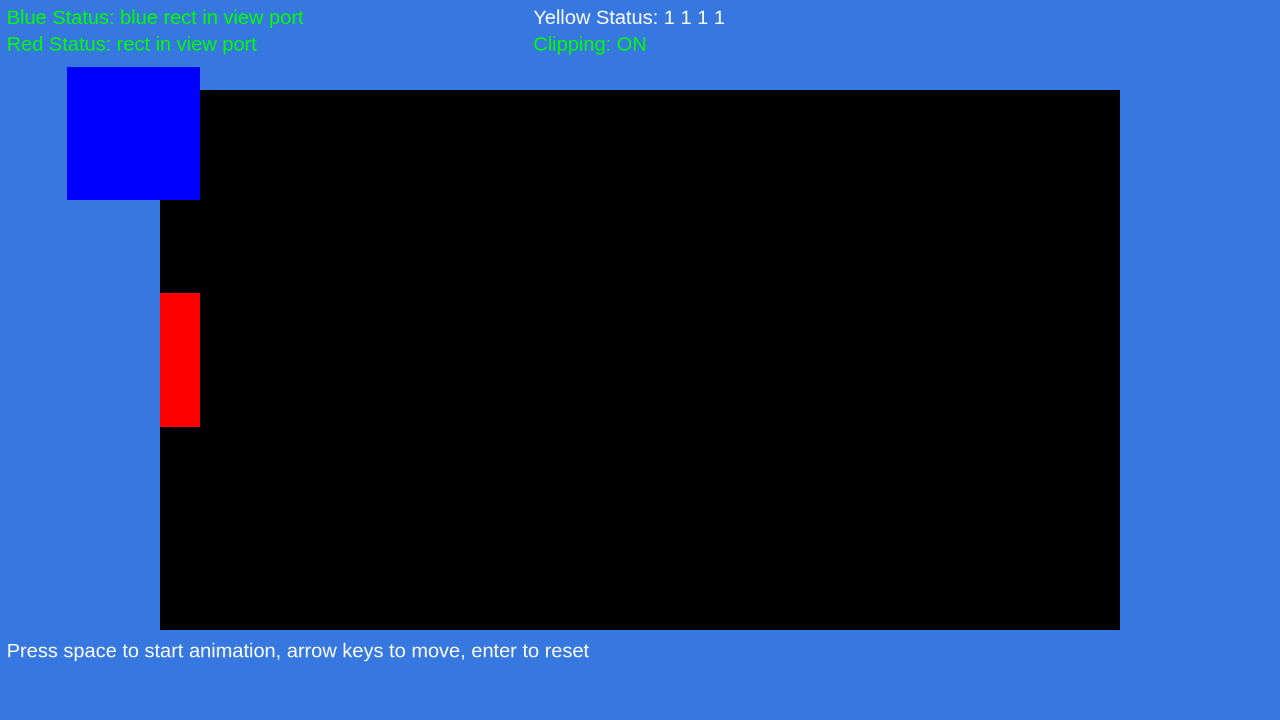 Blue Status: blue rect in view port
Yellow Status: 1 1 1 1
Red Status: rect in view port
Clipping: ON
Press space to start animation, arrow keys to move, enter to reset